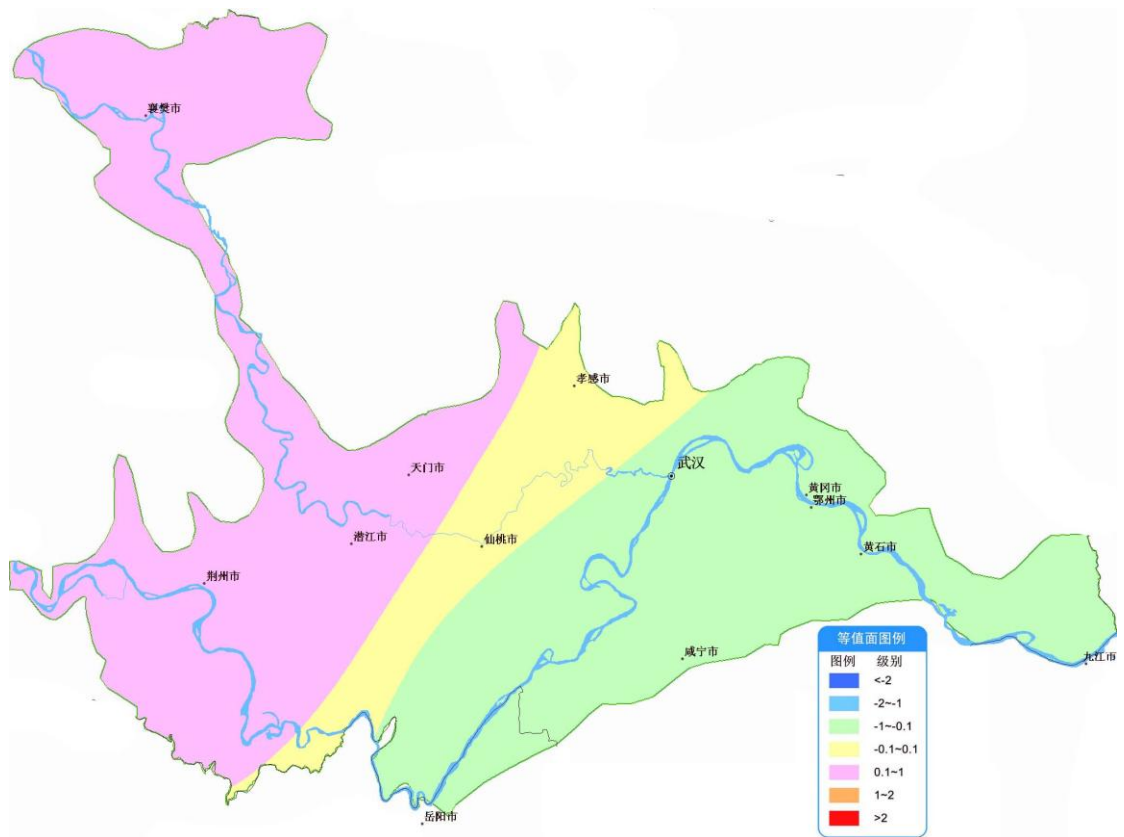 襄樊市
孝感市
天门市
武汉
黄冈市
鄂州市
潜江市
仙桃市
黄石市
荆州市
咸宁市
九江市
岳阳市
等值面图例
图例 级别
<-2
-2~-1
-1~-0.1
-0.1~0.1
0.1~1
1~2
>2